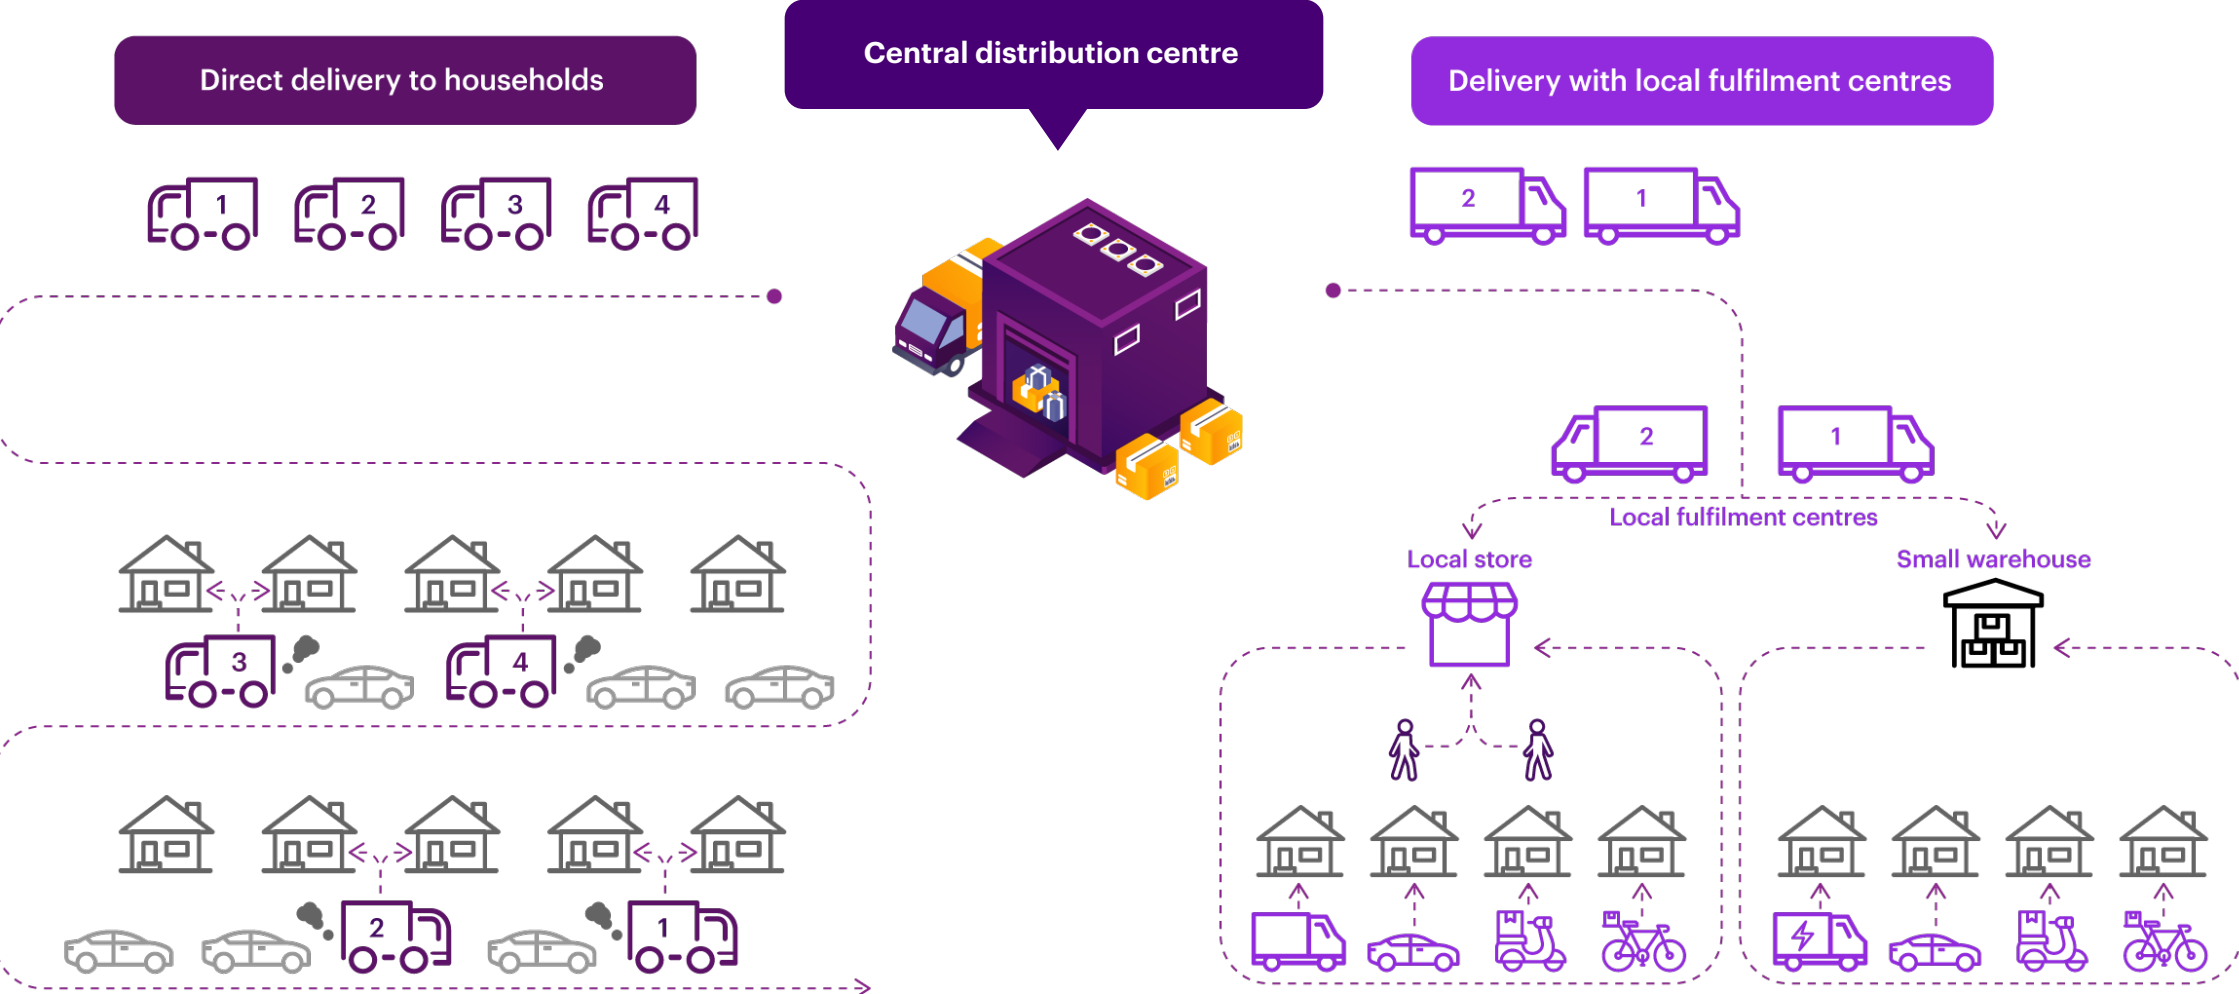 Direct delivery to households
Central distribution centre
Delivery with local fulfilment centres
1 2 3 4
2 1
2 1
Local fulfilment centres
Local store
Small warehouse
3 4
2 1